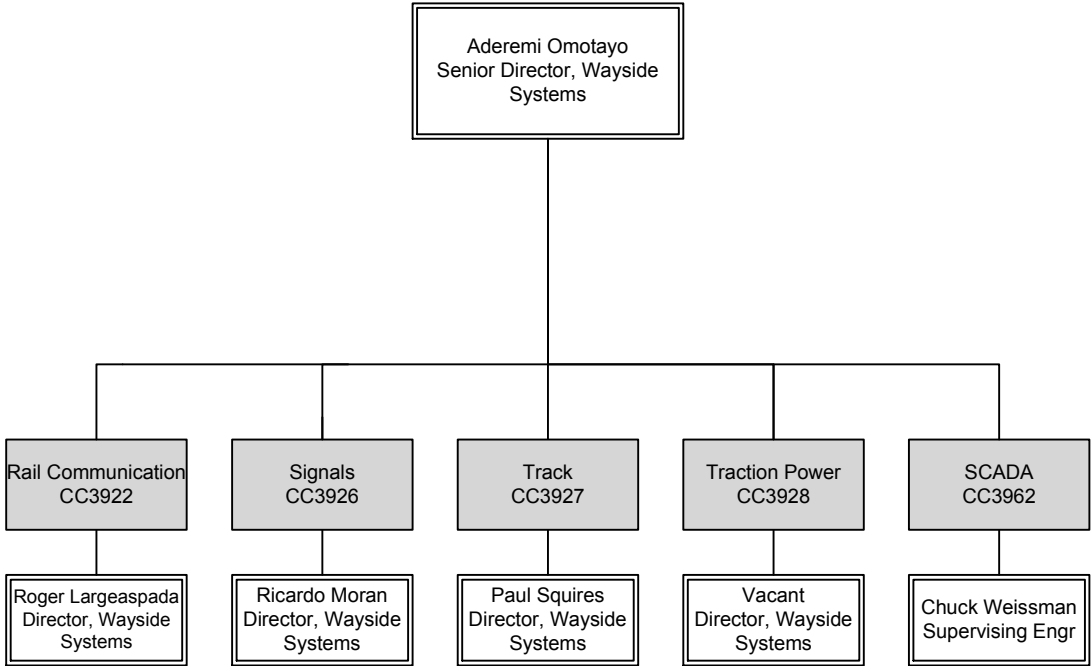 Aderemi Omotayo
Senior Director, Wayside
Systems
Rail Communication
CC3922
Signals
CC3926
Track
CC3927
Traction Power
CC3928
SCADA
CC3962
Roger Largeaspada
Director, Wayside
Systems
Ricardo Moran
Director, Wayside
Systems
Paul Squires
Director, Wayside
Systems
Vacant
Director, Wayside
Systems
Chuck Weissman
Supervising Engr